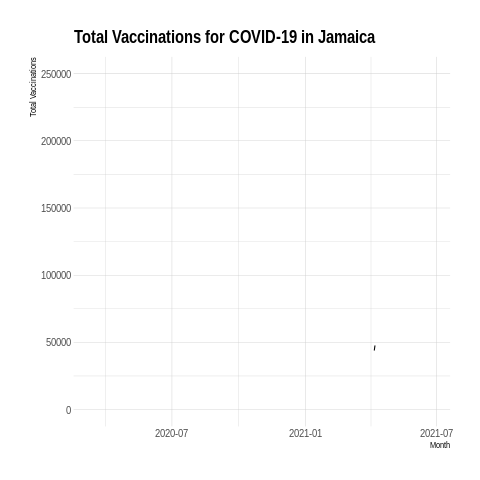 Total Vaccinations for COVID-19 in Jamaica
Total Vaccinations
250000
200000
150000
100000
50000
0
2020-07 2021-01 2021-07
Month